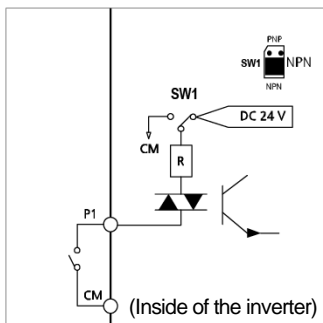 PNP
SW1 NPN
NPN
SW1
DC 24 V
CM
R
P1
CM
(Inside of the inverter)